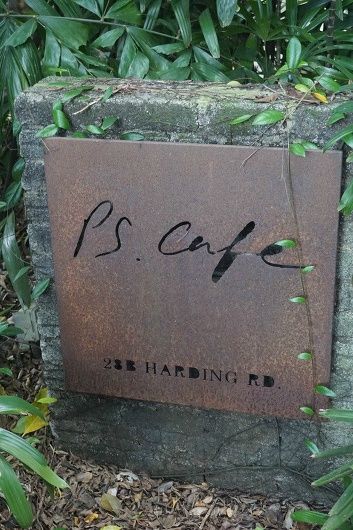 PS. Cafe
28B HARDING RD.